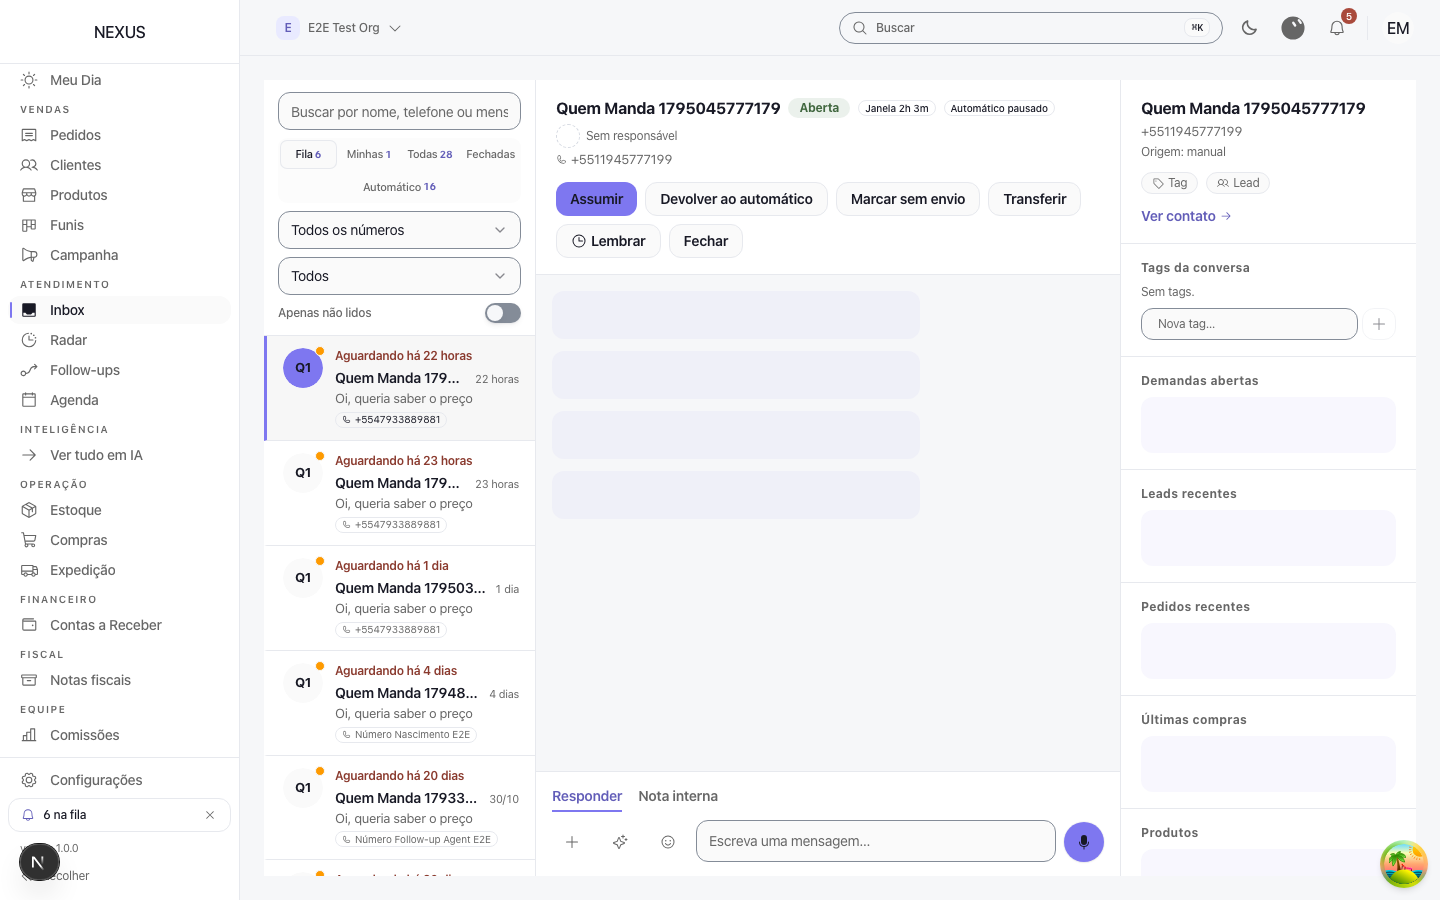 NEXUS
Meu Dia
VENDAS
Pedidos
Clientes
Produtos
Funis
Campanha
ATENDIMENTO
Inbox
Radar
Follow-ups
Agenda
INTELIGÊNCIA
Ver tudo em IA
OPERAÇÃO
Estoque
Compras
Expedição
FINANCEIRO
Contas a Receber
FISCAL
Notas fiscais
EQUIPE
Comissões
Configurações
6 na fila
1.0.0
N
E E2E Test Org
Buscar ⌘K
5
EM
Buscar por nome, telefone ou mens
Fila 6 Minhas 1 Todas 28 Fechadas
Automático 16
Todos os números
Todos
Apenas não lidos
Q1
Aguardando há 22 horas
Quem Manda 179... 22 horas
Oi, queria saber o preço
+5547933889881
Q1
Aguardando há 23 horas
Quem Manda 179... 23 horas
Oi, queria saber o preço
+5547933889881
Q1
Aguardando há 1 dia
Quem Manda 179503... 1 dia
Oi, queria saber o preço
+5547933889881
Q1
Aguardando há 4 dias
Quem Manda 17948... 4 dias
Oi, queria saber o preço
Número Nascimento E2E
Q1
Aguardando há 20 dias
Quem Manda 17933... 30/10
Oi, queria saber o preço
Número Follow-up Agent E2E
Quem Manda 1795045777179 Aberta Janela 2h 3m Automático pausado
Sem responsável
+5511945777199
Assumir Devolver ao automático Marcar sem envio Transferir
Lembrar Fechar
Responder Nota interna
Escreva uma mensagem...
Quem Manda 1795045777179
+5511945777199
Origem: manual
Tag Lead
Ver contato →
Tags da conversa
Sem tags.
Nova tag...
Demandas abertas
Leads recentes
Pedidos recentes
Últimas compras
Produtos